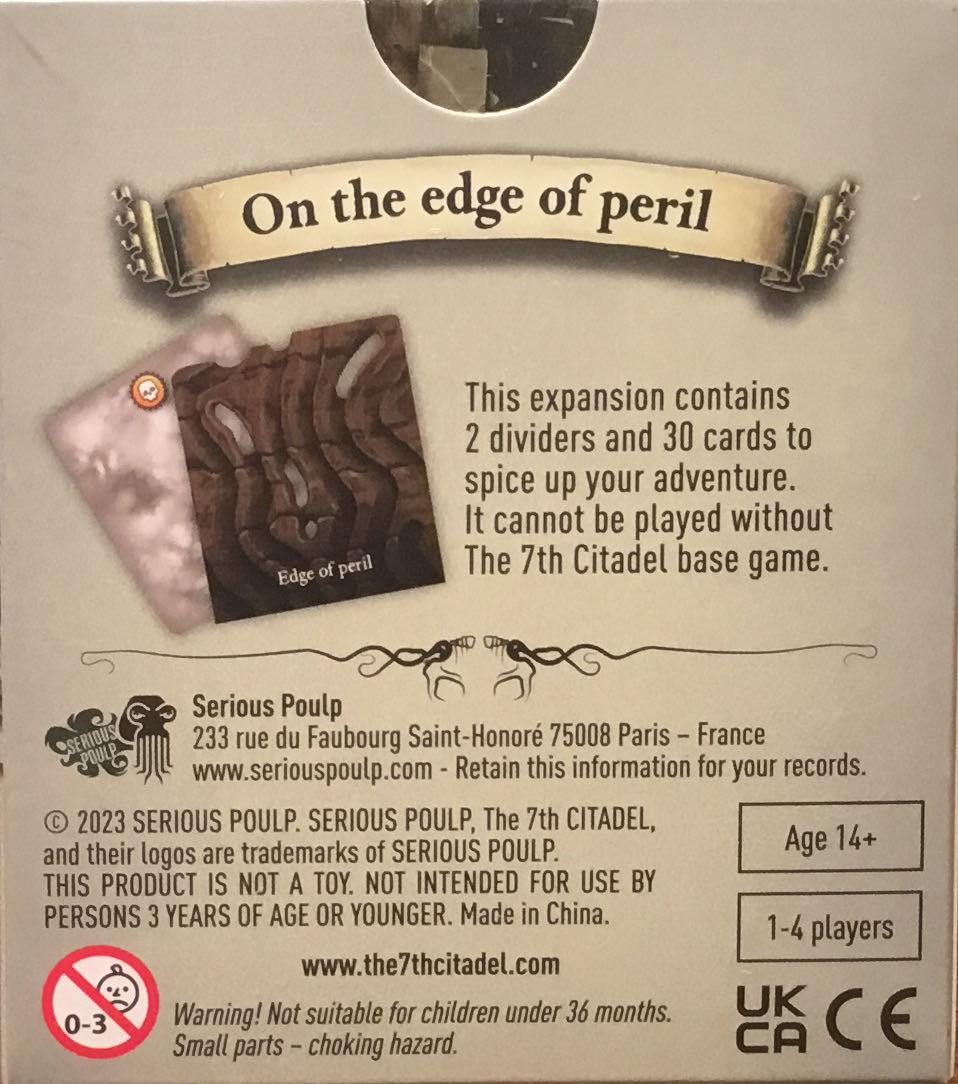 On the edge of peril
Edge of peril
This expansion contains
2 dividers and 30 cards to
spice up your adventure.
It cannot be played without
The 7th Citadel base game.
SERIOUS
POULP
Serious Poulp
233 rue du Faubourg Saint-Honoré 75008 Paris – France
www.seriouspoulp.com - Retain this information for your records.
© 2023 SERIOUS POULP. SERIOUS POULP, The 7th CITADEL,
and their logos are trademarks of SERIOUS POULP.
THIS PRODUCT IS NOT A TOY. NOT INTENDED FOR USE BY
PERSONS 3 YEARS OF AGE OR YOUNGER. Made in China.
Age 14+
1-4 players
www.the7thcitadel.com
0-3
Warning! Not suitable for children under 36 months.
Small parts – choking hazard.
UK
CA
CE